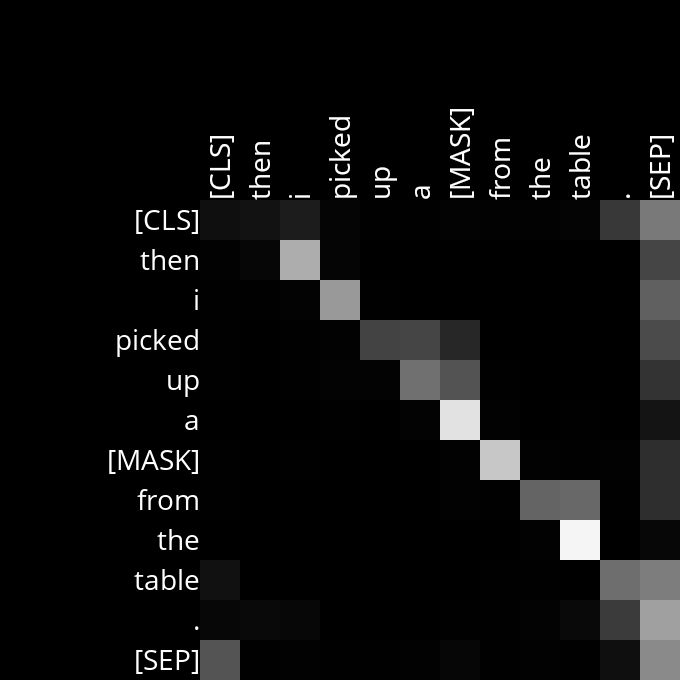 [CLS] then i picked up a [MASK] from the table . [SEP]
[CLS]
then
i
picked
up
a
[MASK]
from
the
table
.
[SEP]